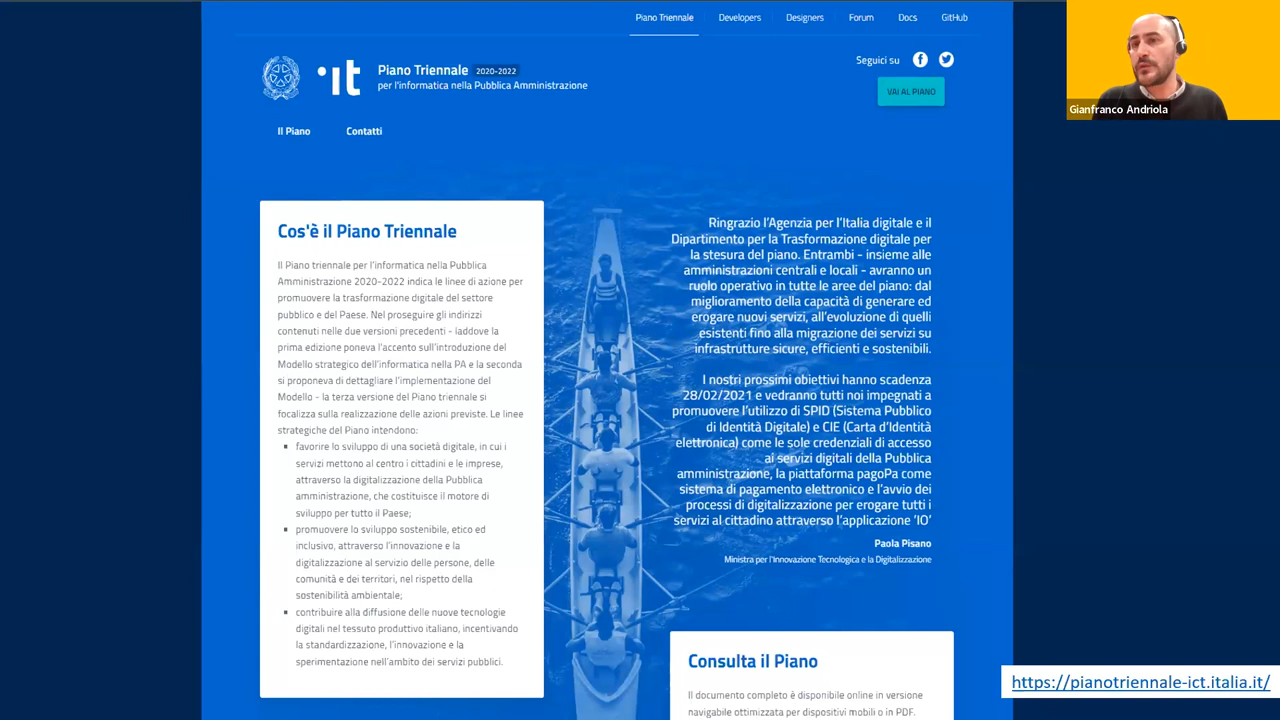 Piano Triennale
Developers
Designers
Forum
Docs
GitHub
·it
Piano Triennale 2020-2022
per l'informatica nella Pubblica Amministrazione
Seguici su
VAI AL PIANO
Gianfranco Andriola
Il Piano
Contatti
Cos'è il Piano Triennale
Il Piano triennale per l'informatica nella Pubblica
Amministrazione 2020-2022 indica le linee di azione per
promuovere la trasformazione digitale del settore
pubblico e del Paese. Nel proseguire gli indirizzi
contenuti nelle due versioni precedenti - laddove la
prima edizione poneva l'accento sull'introduzione del
Modello strategico dell'informatica nella PA e la seconda
si proponeva di dettagliare l'implementazione del
Modello - la terza versione del Piano triennale si
focalizza sulla realizzazione delle azioni previste. Le linee
strategiche del Piano intendono:
favorire lo sviluppo di una società digitale, in cui i
servizi mettono al centro i cittadini e le imprese,
attraverso la digitalizzazione della Pubblica
amministrazione, che costituisce il motore di
sviluppo per tutto il Paese;
promuovere lo sviluppo sostenibile, etico ed
inclusivo, attraverso l'innovazione e la
digitalizzazione al servizio delle persone, delle
comunità e dei territori, nel rispetto della
sostenibilità ambientale;
contribuire alla diffusione delle nuove tecnologie
digitali nel tessuto produttivo italiano, incentivando
la standardizzazione, l'innovazione e la
sperimentazione nell'ambito dei servizi pubblici.
Ringrazio l'Agenzia per l'Italia digitale e il
Dipartimento per la Trasformazione digitale per
la stesura del piano. Entrambi - insieme alle
amministrazioni centrali e locali - avranno un
ruolo operativo in tutte le aree del piano: dal
miglioramento della capacità di generare ed
erogare nuovi servizi, all'evoluzione di quelli
esistenti fino alla migrazione dei servizi su
infrastrutture sicure, efficienti e sostenibili.
I nostri prossimi obiettivi hanno scadenza
28/02/2021 e vedranno tutti noi impegnati a
promuovere l'utilizzo di SPID (Sistema Pubblico
di Identità Digitale) e CIE (Carta d'Identità
elettronica) come le sole credenziali di accesso
ai servizi digitali della Pubblica
amministrazione, la piattaforma pagoPa come
sistema di pagamento elettronico e l'avvio dei
processi di digitalizzazione per erogare tutti i
servizi al cittadino attraverso l'applicazione 'IO'
Paola Pisano
Ministra per l'Innovazione Tecnologica e la Digitalizzazione
Consulta il Piano
Il documento completo è disponibile online in versione
navigabile ottimizzata per dispositivi mobili o in PDF.
https://pianotriennale-ict.italia.it/